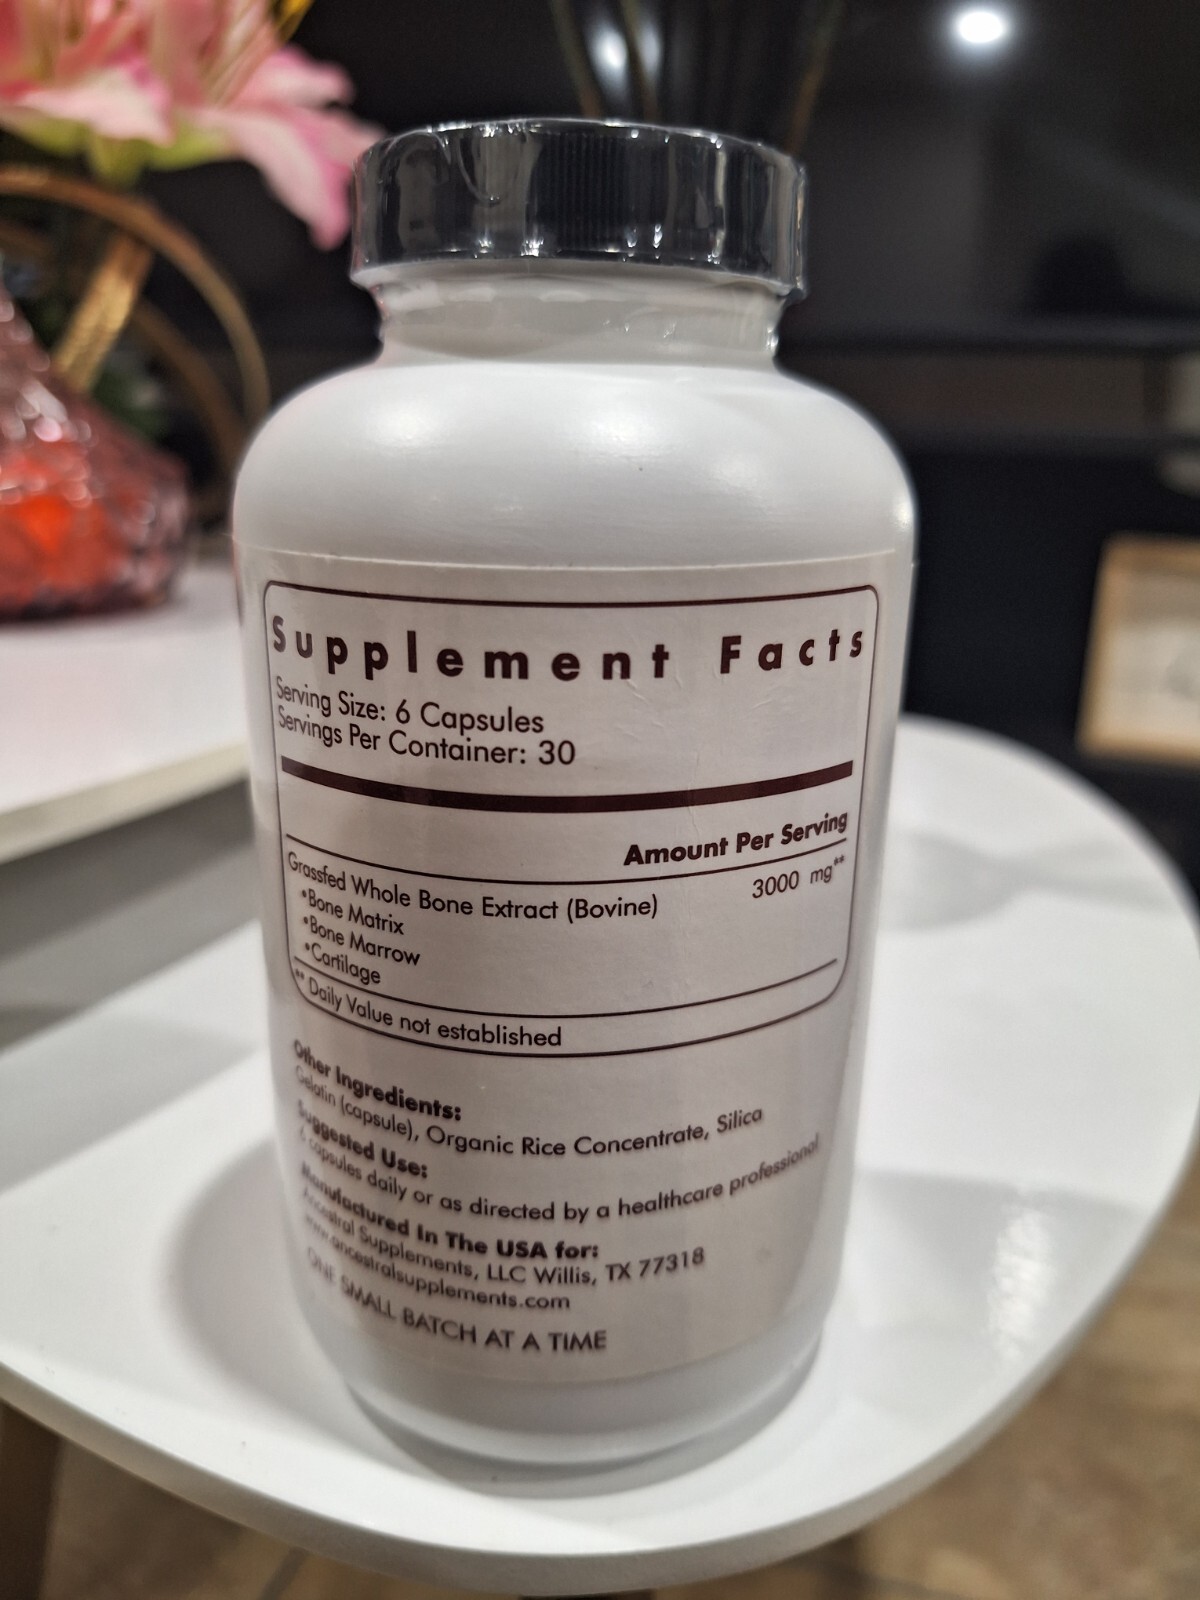 Supplement Facts
Serving Size: 6 Capsules
Servings Per Container: 30
Amount Per Serving
Grassfed Whole Bone Extract (Bovine) 3000 mg**
•Bone Matrix
•Bone Marrow
•Cartilage
** Daily Value not established
Other Ingredients:
Gelatin (capsule), Organic Rice Concentrate, Silica
Suggested Use:
6 capsules daily or as directed by a healthcare professional
Manufactured In The USA for:
Ancestral Supplements, LLC Willis, TX 77318
www.ancestralsupplements.com
ONE SMALL BATCH AT A TIME